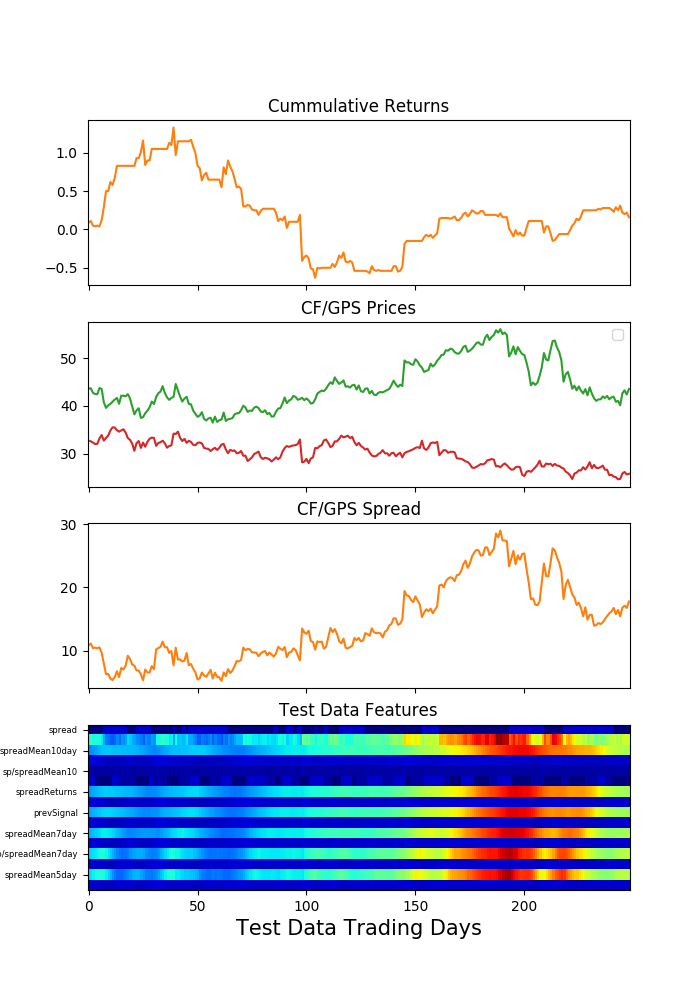 Cummulative Returns
1.0
0.5
0.0
−0.5
CF/GPS Prices
50
40
30
CF/GPS Spread
30
20
10
Test Data Features
spread
spreadMean10day
sp/spreadMean10
spreadReturns
prevSignal
spreadMean7day
/spreadMean7day
spreadMean5day
0 50 100 150 200
Test Data Trading Days